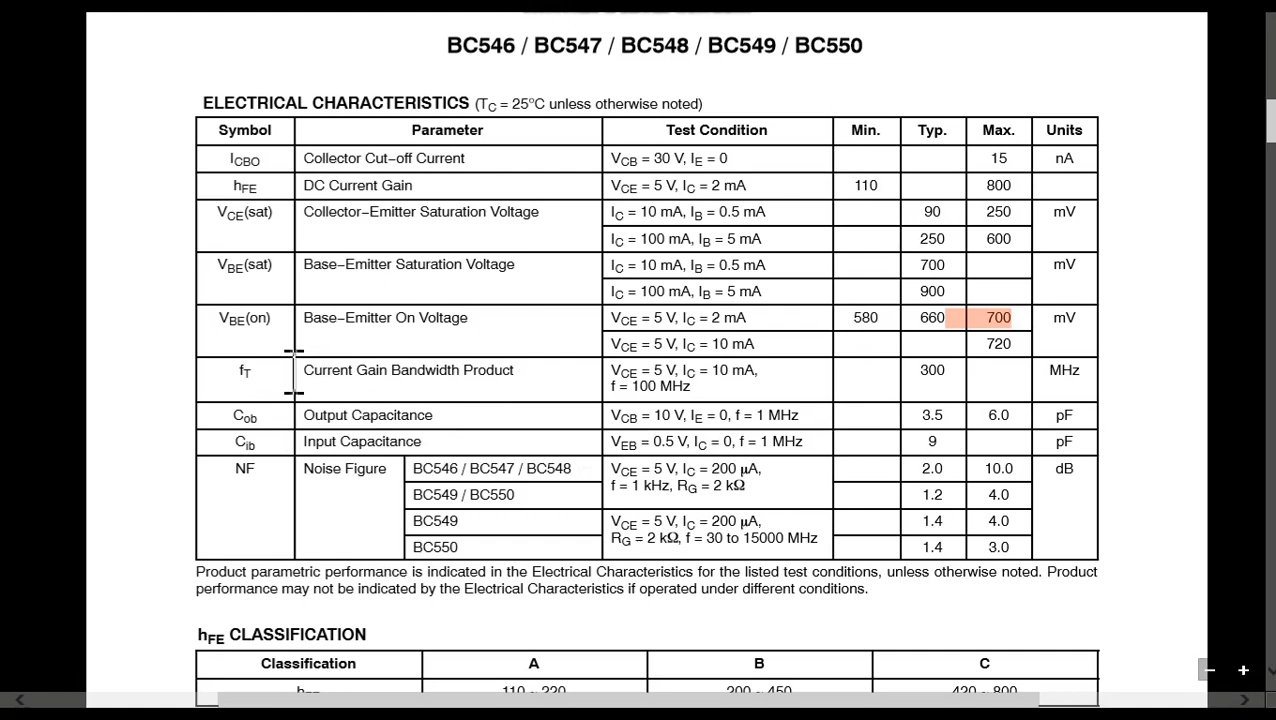 BC546 / BC547 / BC548 / BC549 / BC550
ELECTRICAL CHARACTERISTICS (TC = 25°C unless otherwise noted)
Symbol Parameter Test Condition Min. Typ. Max. Units
ICBO Collector Cut−off Current VCB = 30 V, IE = 0 15 nA
hFE DC Current Gain VCE = 5 V, IC = 2 mA 110 800
VCE(sat) Collector−Emitter Saturation Voltage IC = 10 mA, IB = 0.5 mA 90 250 mV
IC = 100 mA, IB = 5 mA 250 600
VBE(sat) Base−Emitter Saturation Voltage IC = 10 mA, IB = 0.5 mA 700 mV
IC = 100 mA, IB = 5 mA 900
VBE(on) Base−Emitter On Voltage VCE = 5 V, IC = 2 mA 580 660 700 mV
VCE = 5 V, IC = 10 mA 720
fT Current Gain Bandwidth Product VCE = 5 V, IC = 10 mA, 300 MHz
f = 100 MHz
Cob Output Capacitance VCB = 10 V, IE = 0, f = 1 MHz 3.5 6.0 pF
Cib Input Capacitance VEB = 0.5 V, IC = 0, f = 1 MHz 9 pF
NF Noise Figure BC546 / BC547 / BC548 VCE = 5 V, IC = 200 μA, 2.0 10.0 dB
f = 1 kHz, RG = 2 kΩ
BC549 / BC550 1.2 4.0
BC549 VCE = 5 V, IC = 200 μA, 1.4 4.0
RG = 2 kΩ, f = 30 to 15000 MHz
BC550 1.4 3.0
Product parametric performance is indicated in the Electrical Characteristics for the listed test conditions, unless otherwise noted. Product
performance may not be indicated by the Electrical Characteristics if operated under different conditions.
hFE CLASSIFICATION
Classification A B C
hFE 110 ~ 220 200 ~ 450 420 ~ 800